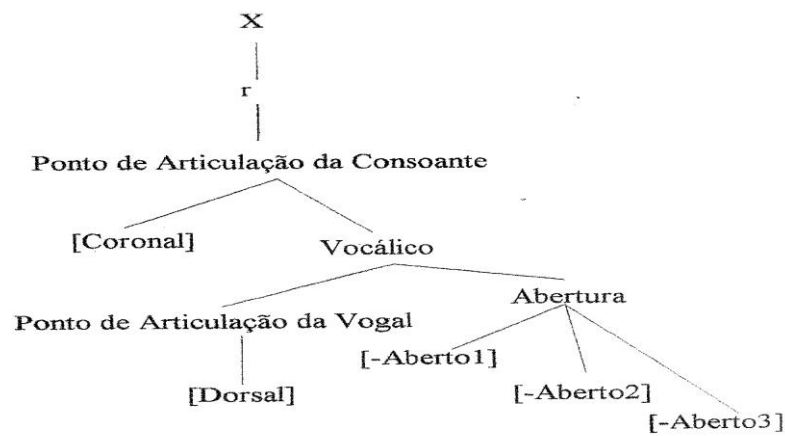 X
r
Ponto de Articulação da Consoante
[Coronal]
Vocálico
Abertura
Ponto de Articulação da Vogal
[-Aberto1]
[Dorsal]
[-Aberto2]
[-Aberto3]